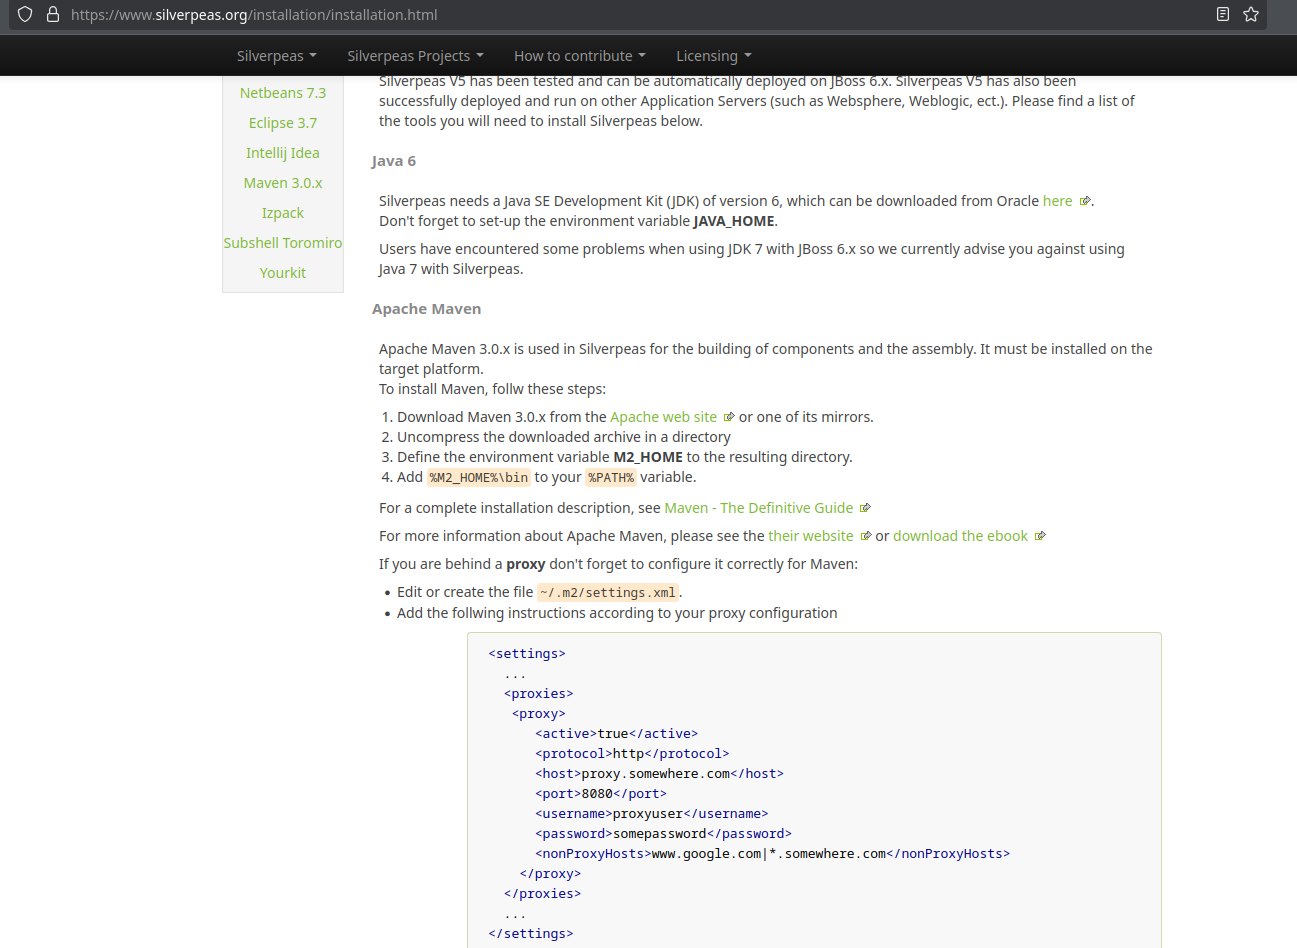 https://www.silverpeas.org/installation/installation.html
Silverpeas
Silverpeas Projects
How to contribute
Licensing
Netbeans 7.3
Eclipse 3.7
Intellij Idea
Maven 3.0.x
Izpack
Subshell Toromiro
Yourkit
Silverpeas V5 has been tested and can be automatically deployed on JBoss 6.x. Silverpeas V5 has also been
successfully deployed and run on other Application Servers (such as Websphere, Weblogic, ect.). Please find a list of
the tools you will need to install Silverpeas below.
Java 6
Silverpeas needs a Java SE Development Kit (JDK) of version 6, which can be downloaded from Oracle here.
Don't forget to set-up the environment variable JAVA_HOME.
Users have encountered some problems when using JDK 7 with JBoss 6.x so we currently advise you against using
Java 7 with Silverpeas.
Apache Maven
Apache Maven 3.0.x is used in Silverpeas for the building of components and the assembly. It must be installed on the
target platform.
To install Maven, follw these steps:
1. Download Maven 3.0.x from the Apache web site or one of its mirrors.
2. Uncompress the downloaded archive in a directory
3. Define the environment variable M2_HOME to the resulting directory.
4. Add %M2_HOME%\bin to your %PATH% variable.
For a complete installation description, see Maven - The Definitive Guide
For more information about Apache Maven, please see the their website or download the ebook
If you are behind a proxy don't forget to configure it correctly for Maven:
• Edit or create the file ~/.m2/settings.xml.
• Add the follwing instructions according to your proxy configuration
<settings>
...
<proxies>
<proxy>
<active>true</active>
<protocol>http</protocol>
<host>proxy.somewhere.com</host>
<port>8080</port>
<username>proxyuser</username>
<password>somepassword</password>
<nonProxyHosts>www.google.com|*.somewhere.com</nonProxyHosts>
</proxy>
</proxies>
...
</settings>